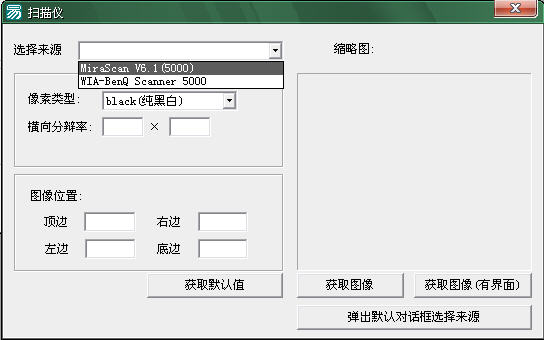 易 扫描仪
选择来源
缩略图:
MiraScan V6.1(5000)
WIA-BenQ Scanner 5000
像素类型:
black(纯黑白)
横向分辩率:
×
图像位置:
顶边
右边
左边
底边
获取默认值
获取图像
获取图像(有界面)
弹出默认对话框选择来源